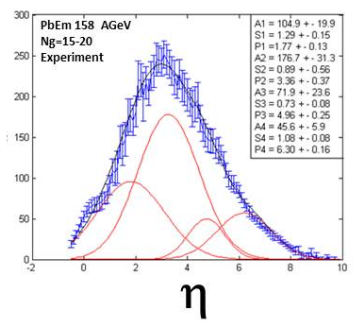 300
250
200
150
100
50
0
PbEm 158 AGeV
Ng=15-20
Experiment
A1 = 104.9 + - 19.9
S1 = 1.29 + - 0.15
P1 = 1.77 + - 0.13
A2 = 176.7 + - 31.3
S2 = 0.89 + - 0.56
P2 = 3.36 + - 0.37
A3 = 71.9 + - 23.6
S3 = 0.73 + - 0.08
P3 = 4.96 + - 0.25
A4 = 45.6 + - 5.9
S4 = 1.08 + - 0.08
P4 = 6.30 + - 0.16
-2 0 2 4 6 8 10
η